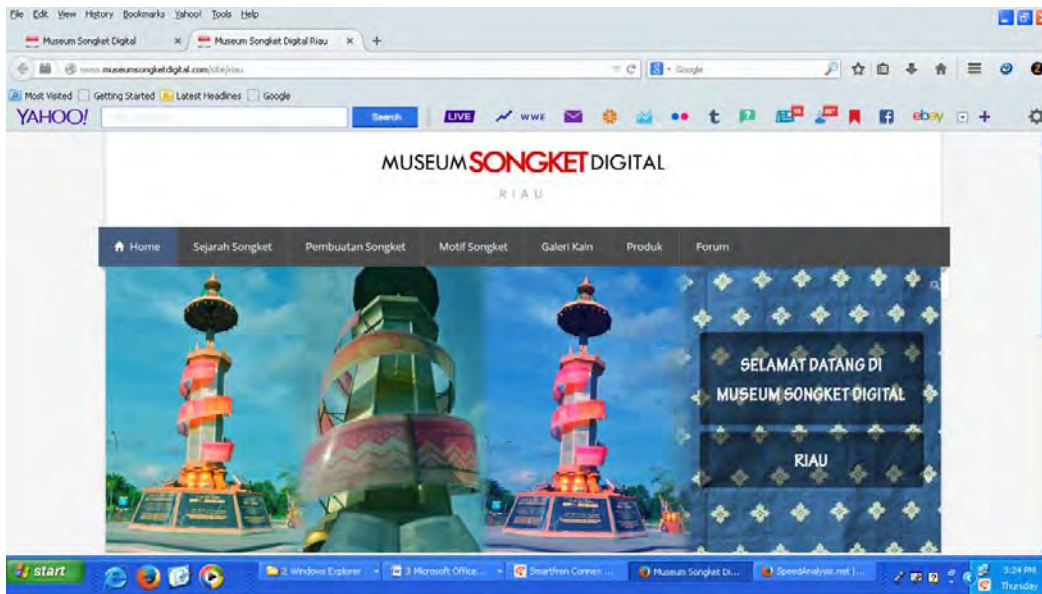 File Edit View History Bookmarks Yahoo! Tools Help
Museum Songket Digital × Museum Songket Digital Riau × +
www.museumsongketdigital.com/site/riau Google
Most Visited Getting Started Latest Headlines Google
YAHOO! Search LIVE WWE ebay
MUSEUM SONGKET DIGITAL
RIAU
Home Sejarah Songket Pembuatan Songket Motif Songket Galeri Kain Produk Forum
SELAMAT DATANG DI
MUSEUM SONGKET DIGITAL
RIAU
start 2 Windows Explorer 3 Microsoft Office... Smartfren Connex ... Museum Songket Di... SpeedAnalysis.net |... 3:24 PM
Thursday